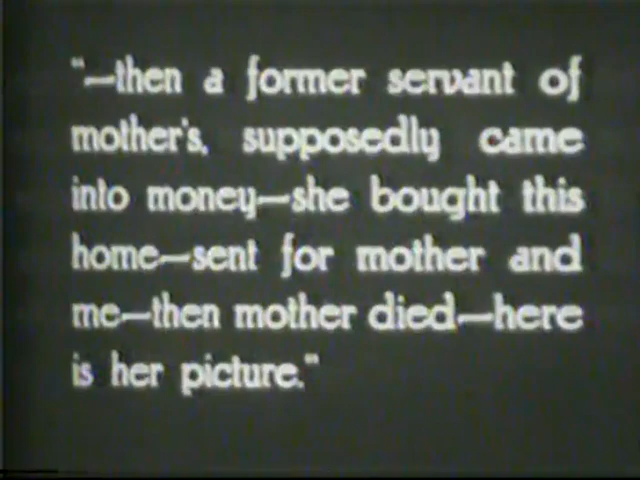 "—then a former servant of
mother's, supposedly came
into money—she bought this
home—sent for mother and
me—then mother died—here
is her picture."